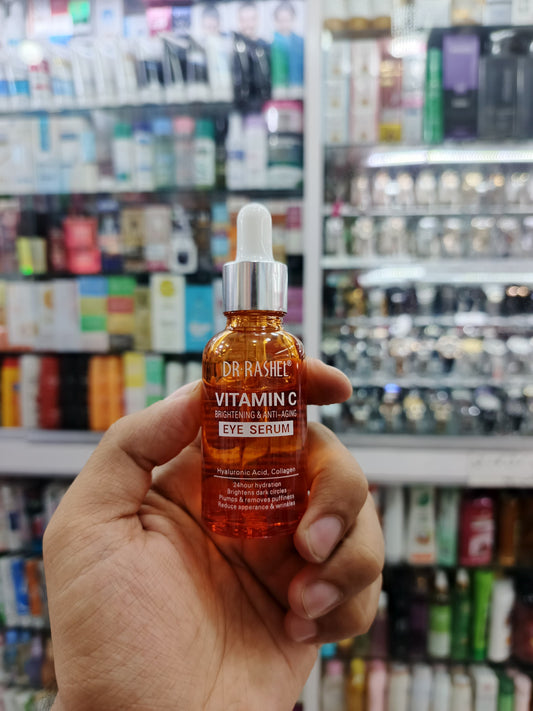 DR·RASHEL®
VITAMIN C
BRIGHTENING & ANTI-AGING
EYE SERUM
Hyaluronic Acid, Collagen
24hour hydration
Brightens dark circles
Plumps & removes puffiness
Reduce apperance & wrinkles